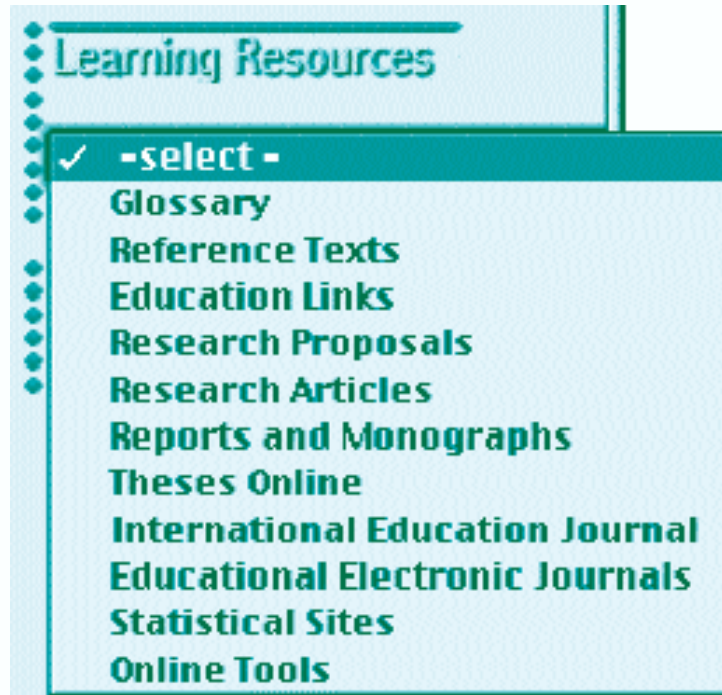 Learning Resources
✓ -select-
Glossary
Reference Texts
Education Links
Research Proposals
Research Articles
Reports and Monographs
Theses Online
International Education Journal
Educational Electronic Journals
Statistical Sites
Online Tools